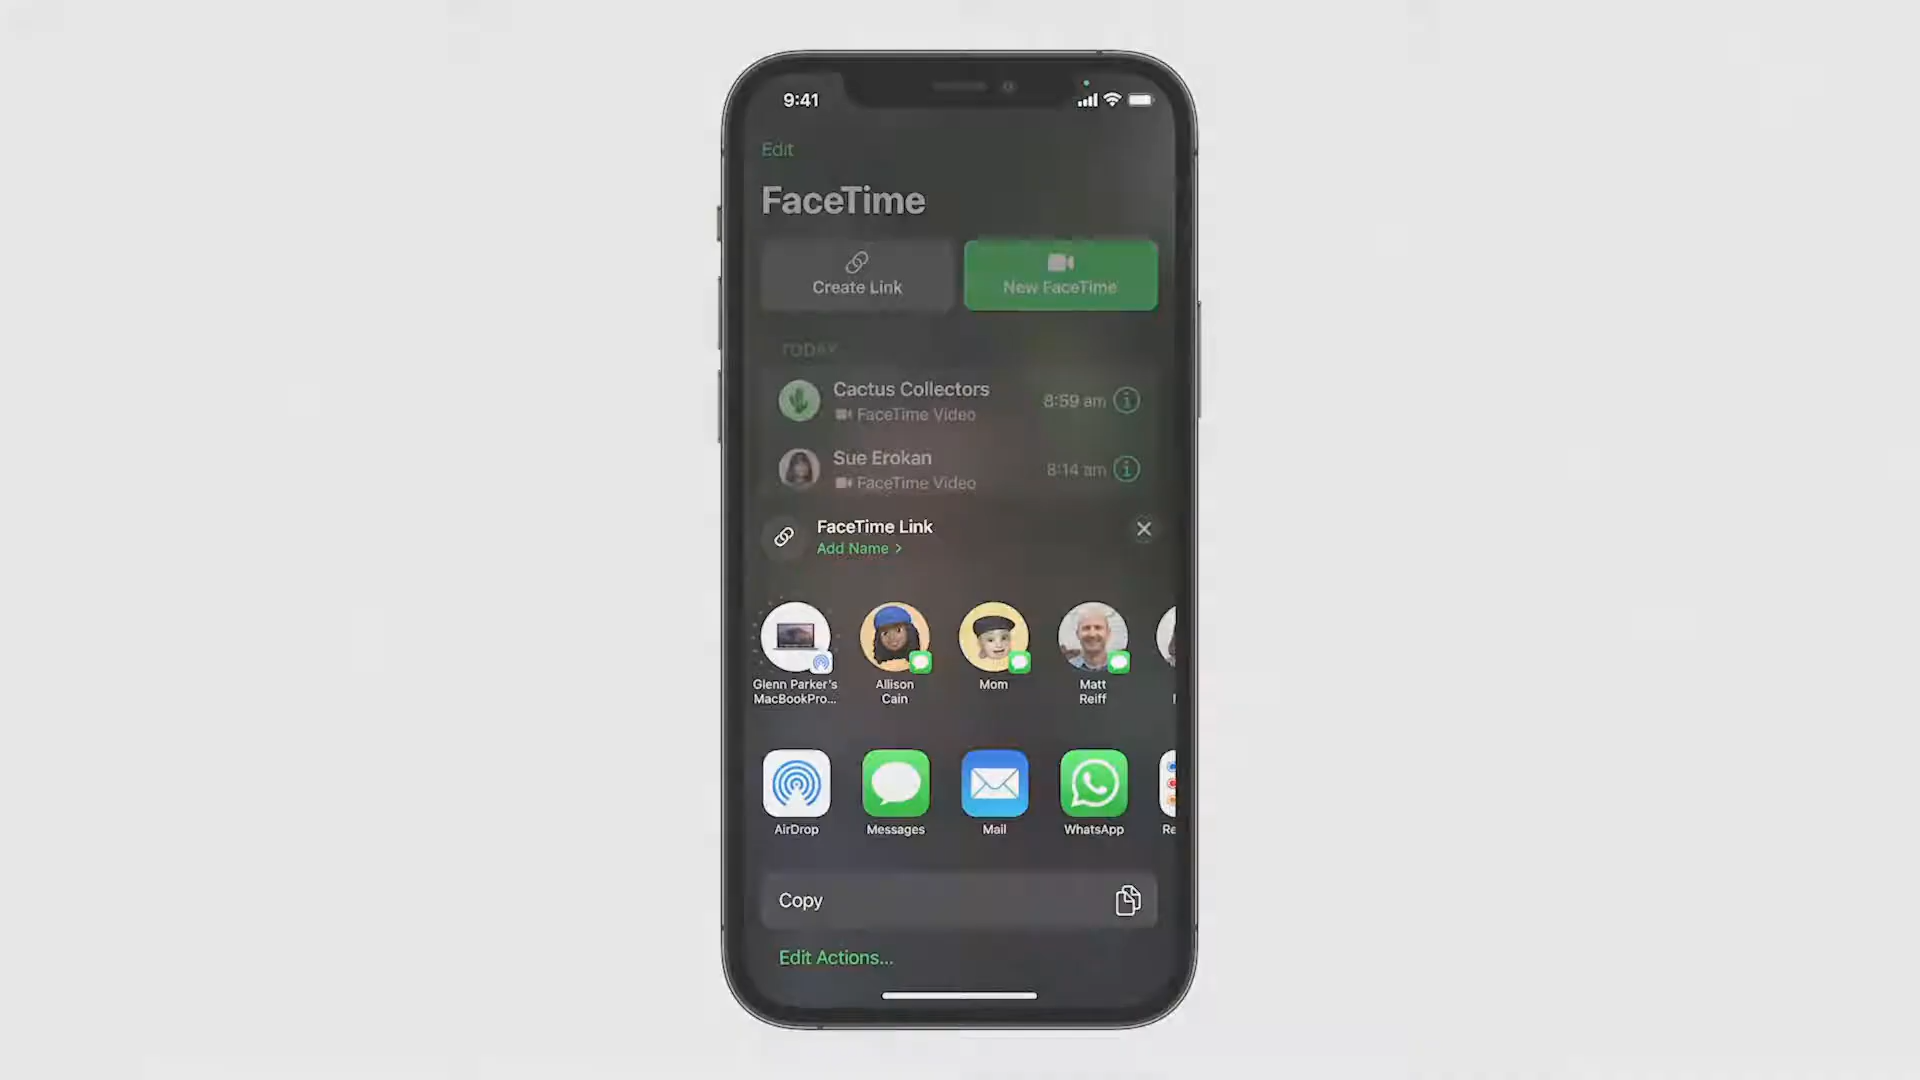 9:41
Edit
FaceTime
Create Link
New FaceTime
TODAY
Cactus Collectors
FaceTime Video
8:59 am
Sue Erokan
FaceTime Video
8:14 am
FaceTime Link
Add Name >
Glenn Parker's
MacBookPro...
Allison
Cain
Mom
Matt
Reiff
AirDrop
Messages
Mail
WhatsApp
Re
Copy
Edit Actions...